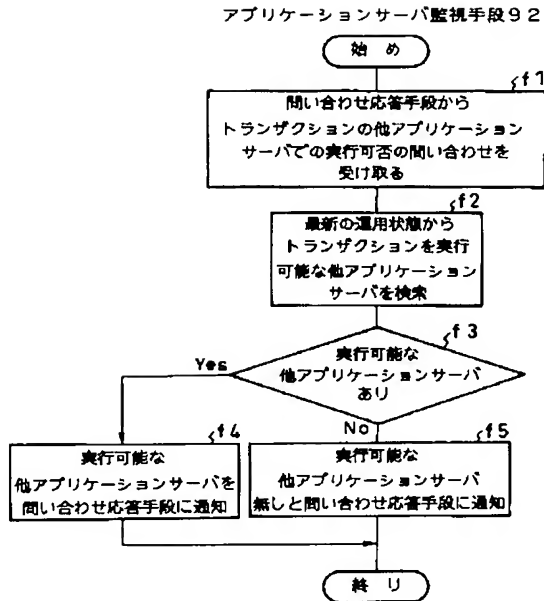 アプリケーションサーバ監視手段92
始め
f1
問い合わせ応答手段から
トランザクションの他アプリケーション
サーバでの実行可否の問い合わせを
受け取る
f2
最新の運用状態から
トランザクションを実行
可能な他アプリケーション
サーバを検索
f3
実行可能な
他アプリケーションサーバ
あり
Yes
No
f4
実行可能な
他アプリケーションサーバを
問い合わせ応答手段に通知
f5
実行可能な
他アプリケーションサーバ
無しと問い合わせ応答手段に通知
終り